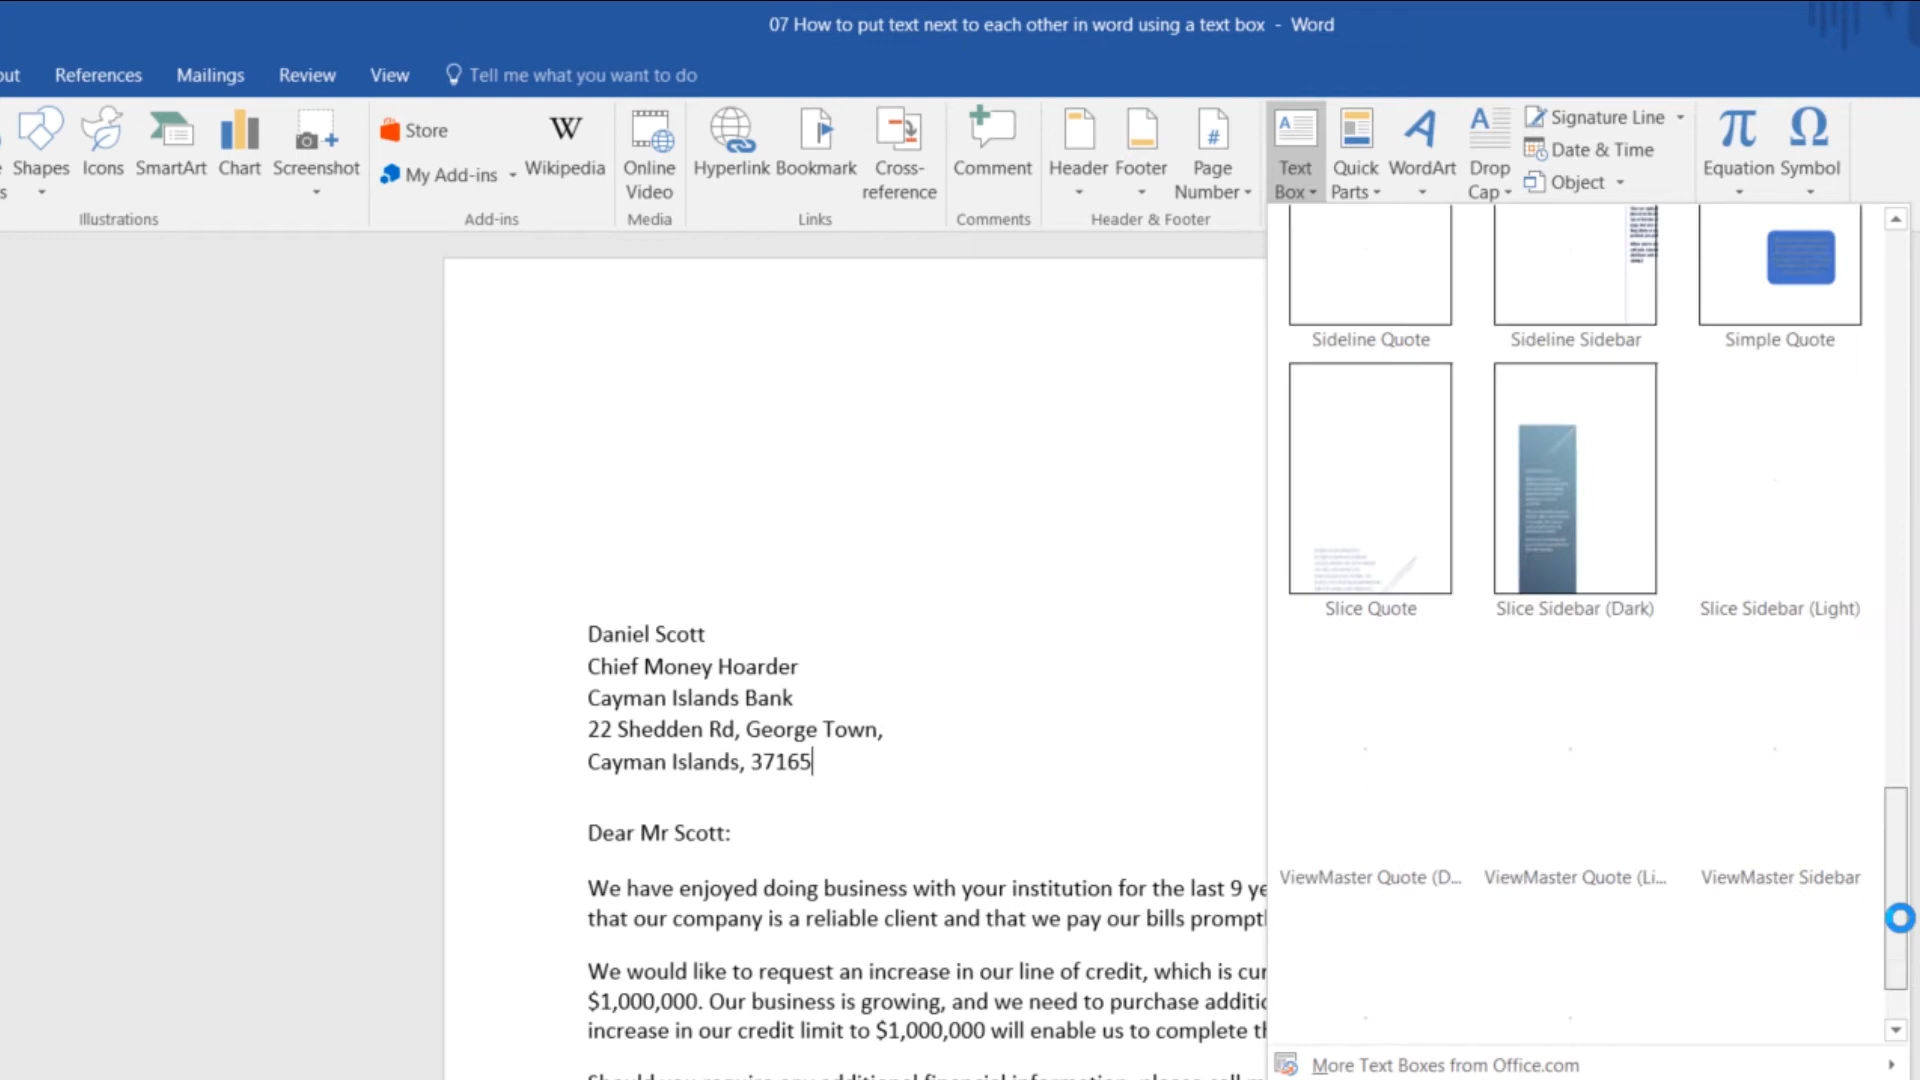 07 How to put text next to each other in word using a text box - Word
out References Mailings Review View Tell me what you want to do
Shapes Icons SmartArt Chart Screenshot
Illustrations
Store
My Add-ins
W Wikipedia
Add-ins
Online Video
Media
Hyperlink Bookmark Cross-reference
Links
Comment
Comments
Header Footer Page Number
Header & Footer
Text Box
Quick Parts
WordArt
Drop Cap
Signature Line
Date & Time
Object
π Equation
Ω Symbol
Sideline Quote Sideline Sidebar Simple Quote
Slice Quote Slice Sidebar (Dark) Slice Sidebar (Light)
ViewMaster Quote (D... ViewMaster Quote (Li... ViewMaster Sidebar
More Text Boxes from Office.com
Daniel Scott
Chief Money Hoarder
Cayman Islands Bank
22 Shedden Rd, George Town,
Cayman Islands, 37165
Dear Mr Scott:
We have enjoyed doing business with your institution for the last 9 ye
that our company is a reliable client and that we pay our bills prompt
We would like to request an increase in our line of credit, which is cur
$1,000,000. Our business is growing, and we need to purchase additio
increase in our credit limit to $1,000,000 will enable us to complete th